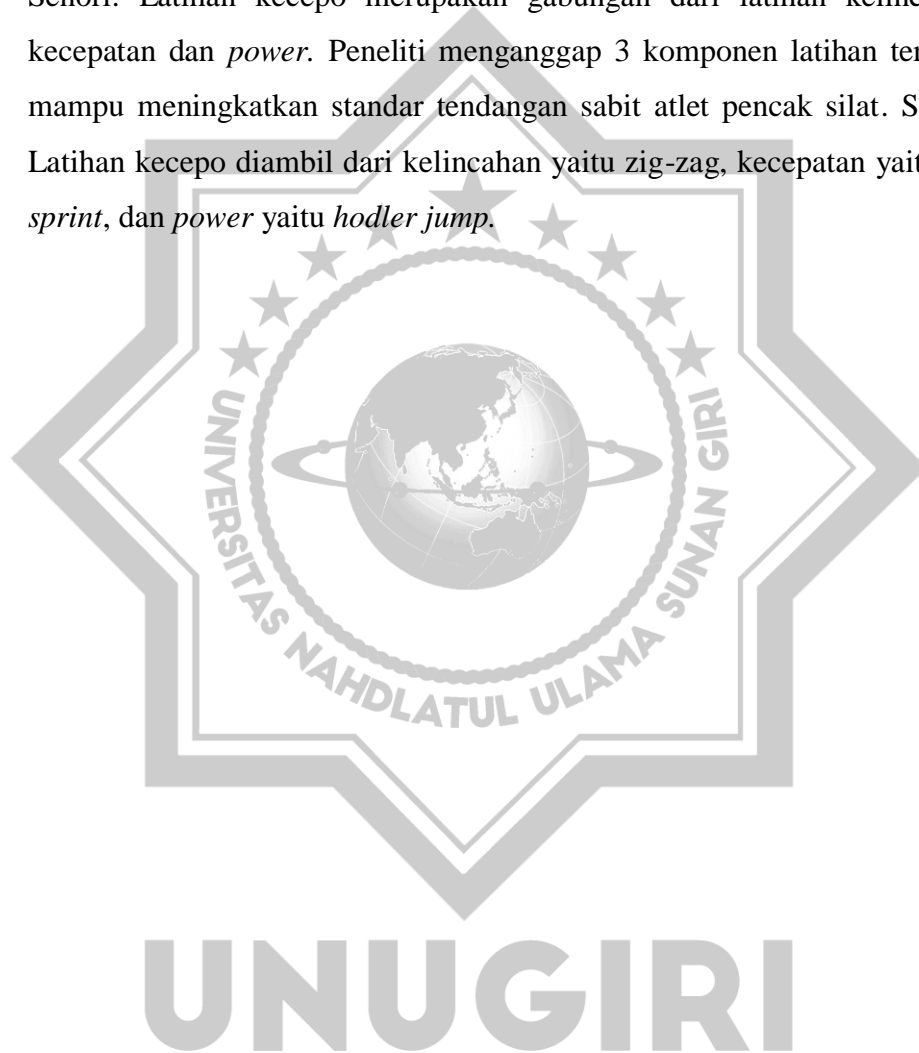 Senori. Latihan kecepo merupakan gabungan dari latihan
kecepatan dan power. Peneliti menganggap 3 komponen latihan
mampu meningkatkan standar tendangan sabit atlet pencak silat.
Latihan kecepo diambil dari kelincahan yaitu zig-zag, kecepatan
sprint, dan power yaitu hodler jump.
UNIVERSITAS NAHDLATUL ULAMA SUNAN GIRI
UNUGIRI